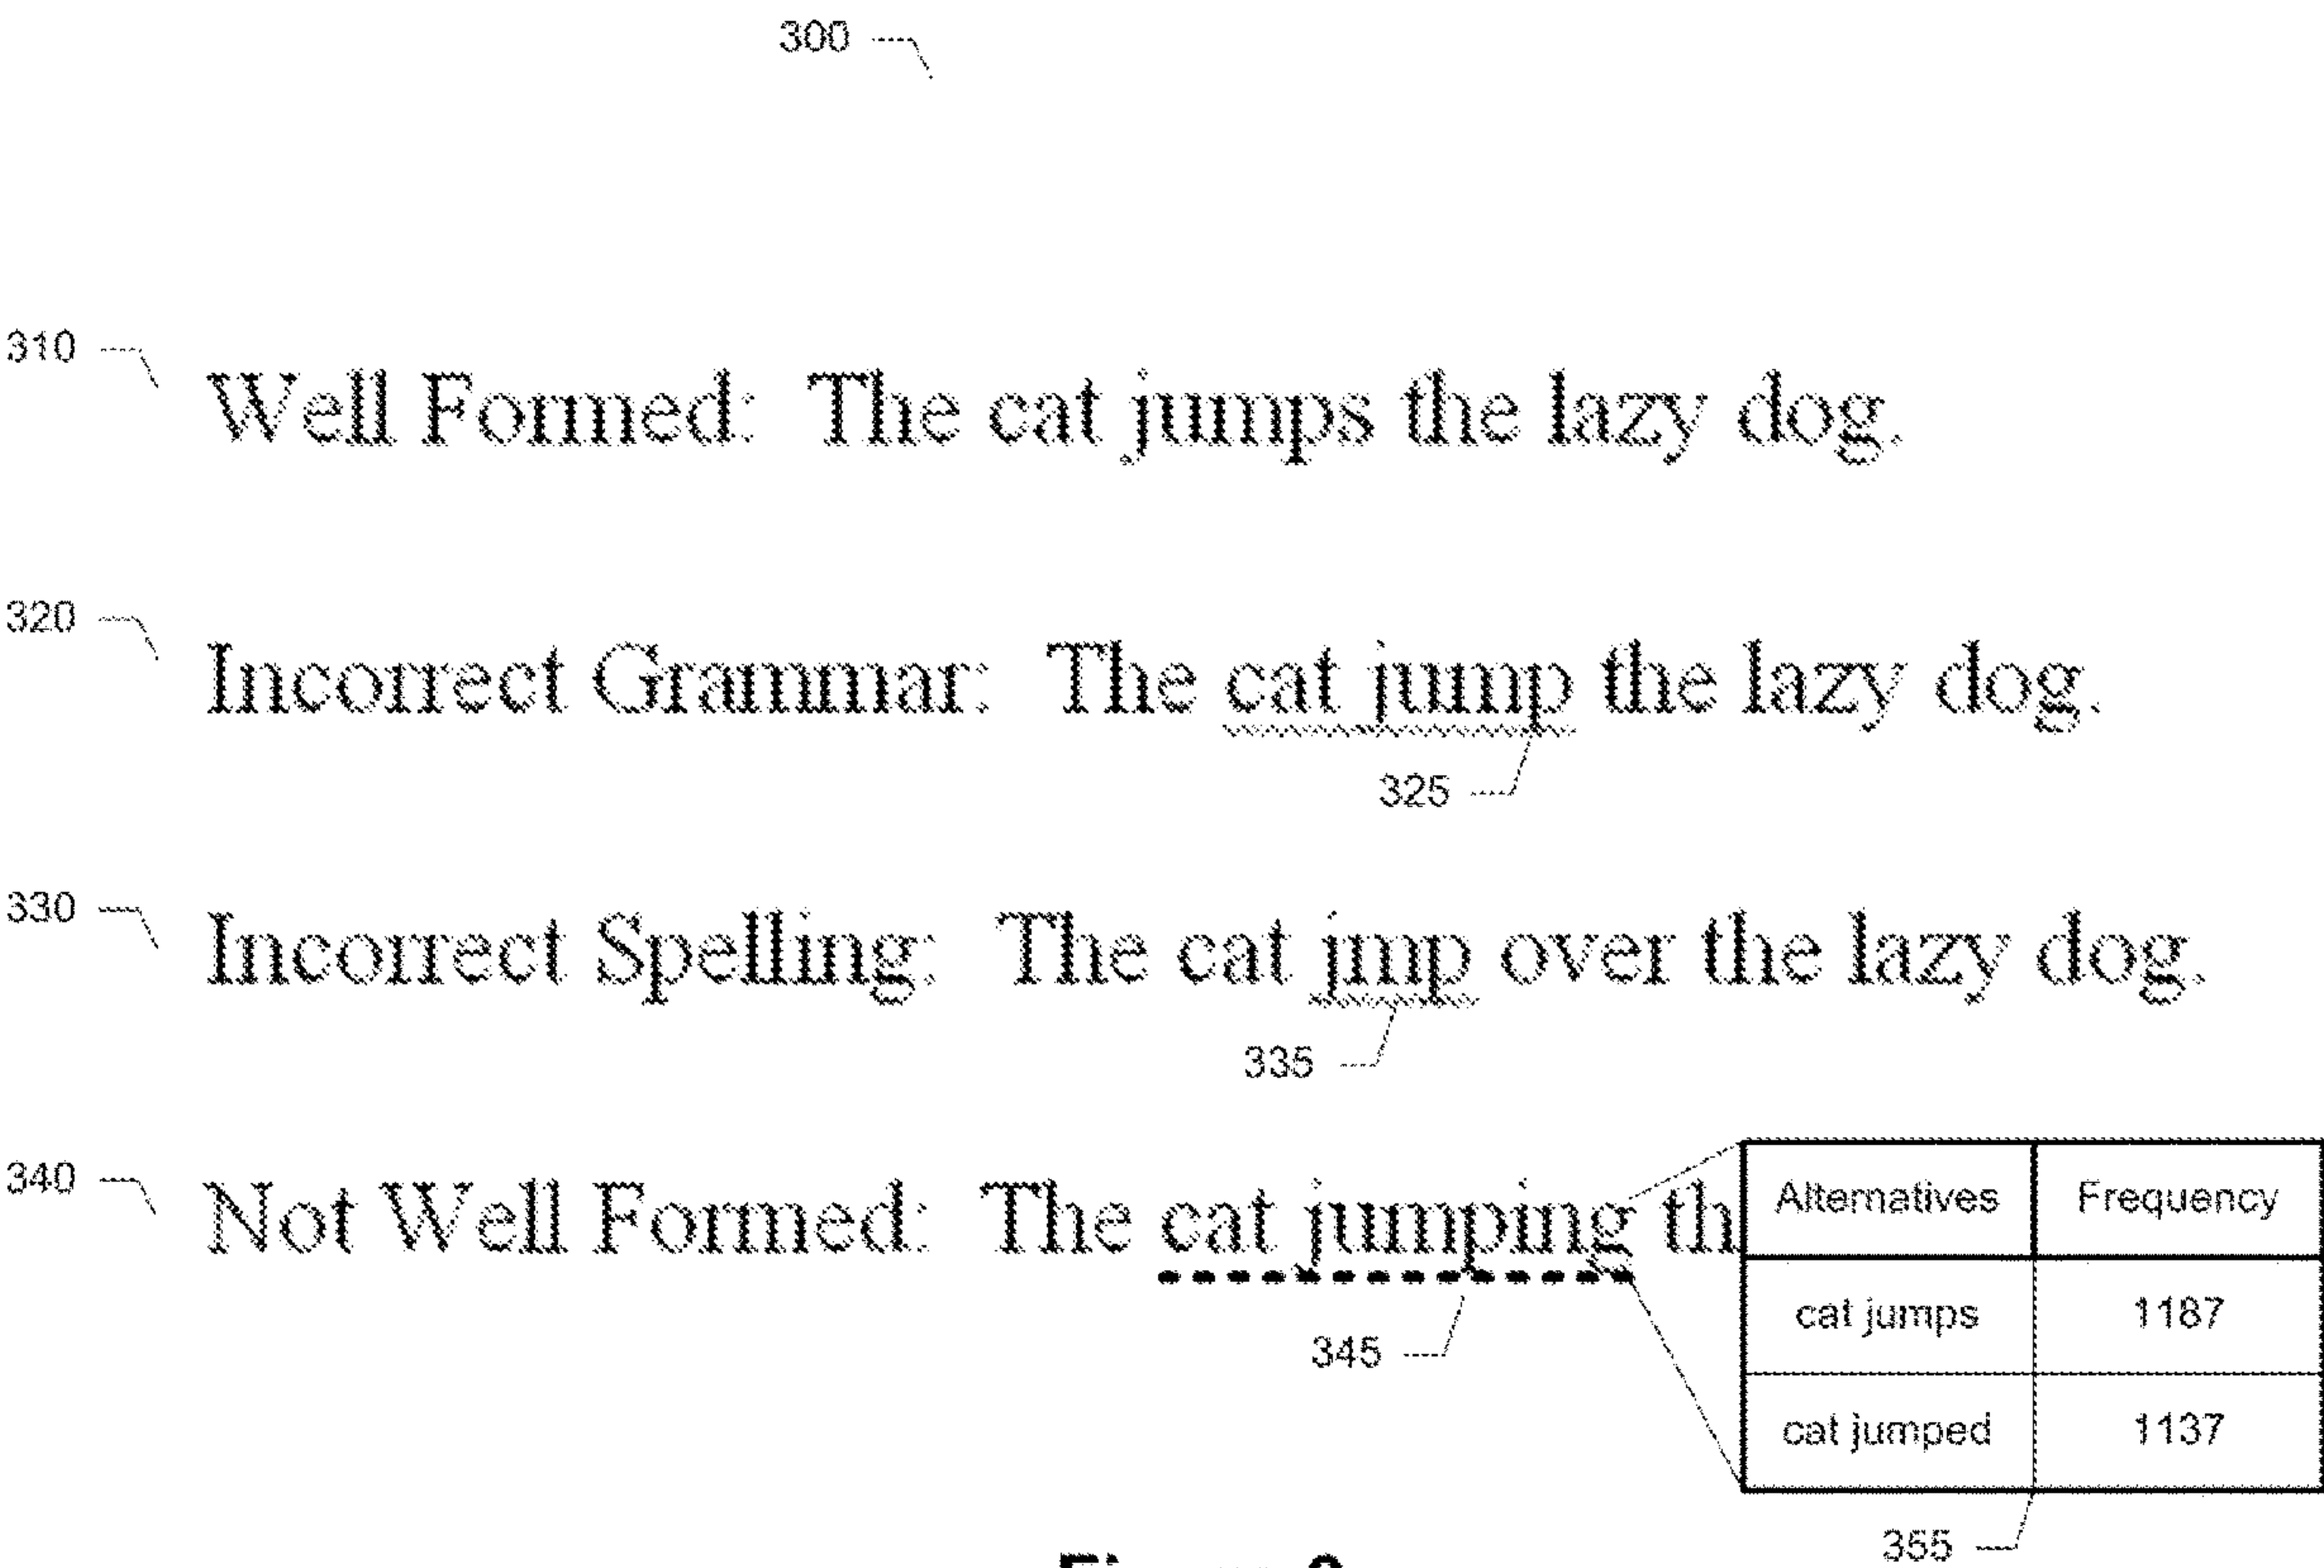 300
310
Well Formed: The cat jumps the lazy dog.
320
Incorrect Grammar: The cat jump the lazy dog.
325
330
Incorrect Spelling: The cat jmp over the lazy dog.
335
340
Not Well Formed: The cat jumping th
Alternatives Frequency
cat jumps 1187
cat jumped 1137
345
355